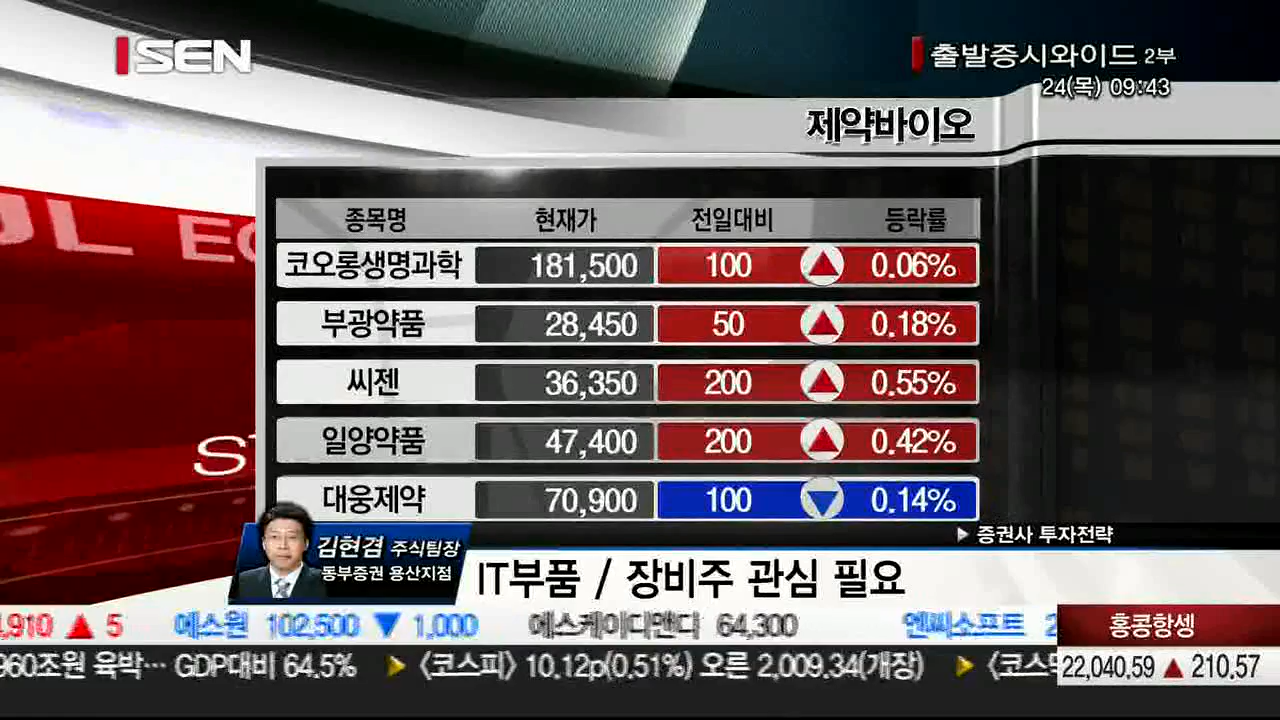 SEN
출발증시와이드 2부
24(목) 09:43
제약바이오
종목명 현재가 전일대비 등락률
코오롱생명과학 181,500 100 ▲ 0.06%
부광약품 28,450 50 ▲ 0.18%
씨젠 36,350 200 ▲ 0.55%
일양약품 47,400 200 ▲ 0.42%
대웅제약 70,900 100 ▼ 0.14%
▶ 증권사 투자전략
김현겸 주식팀장
동부증권 용산지점
IT부품 / 장비주 관심 필요
,910 ▲ 5 에스원 102,500 ▼ 1,000 에스케이디앤디 64,300 엔씨소프트 2
홍콩항셍
960조원 육박… GDP대비 64.5% ▶ 〈코스피〉 10.12p(0.51%) 오른 2,009.34(개장) ▶ 〈코스
22,040.59 ▲ 210.57